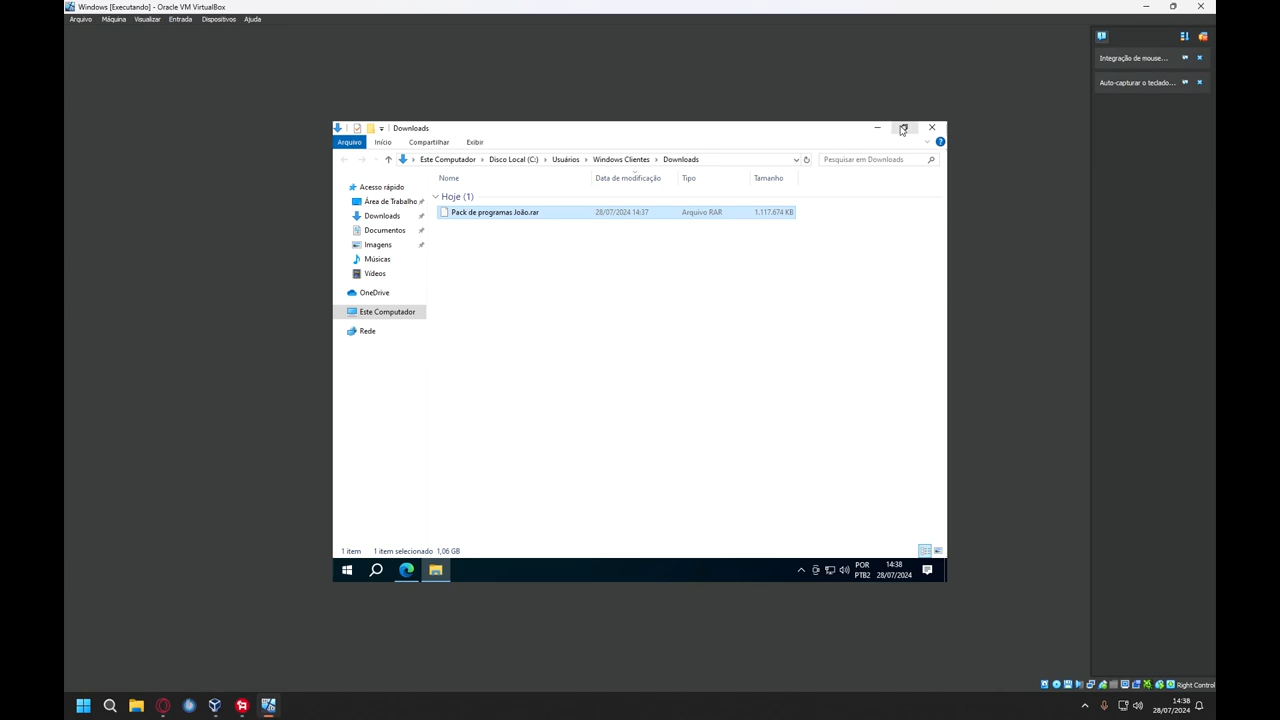 Windows [Executando] - Oracle VM VirtualBox
Arquivo Máquina Visualizar Entrada Dispositivos Ajuda
Integração de mouse...
Auto-capturar o teclado...
Downloads
Arquivo Início Compartilhar Exibir
Este Computador > Disco Local (C:) > Usuários > Windows Clientes > Downloads
Pesquisar em Downloads
Nome Data de modificação Tipo Tamanho
Acesso rápido
Área de Trabalho
Downloads
Documentos
Imagens
Músicas
Vídeos
OneDrive
Este Computador
Rede
Hoje (1)
Pack de programas João.rar 28/07/2024 14:37 Arquivo RAR 1.117.674 KB
1 item 1 item selecionado 1,06 GB
POR
PTB2
14:38
28/07/2024
Right Control
14:38
28/07/2024